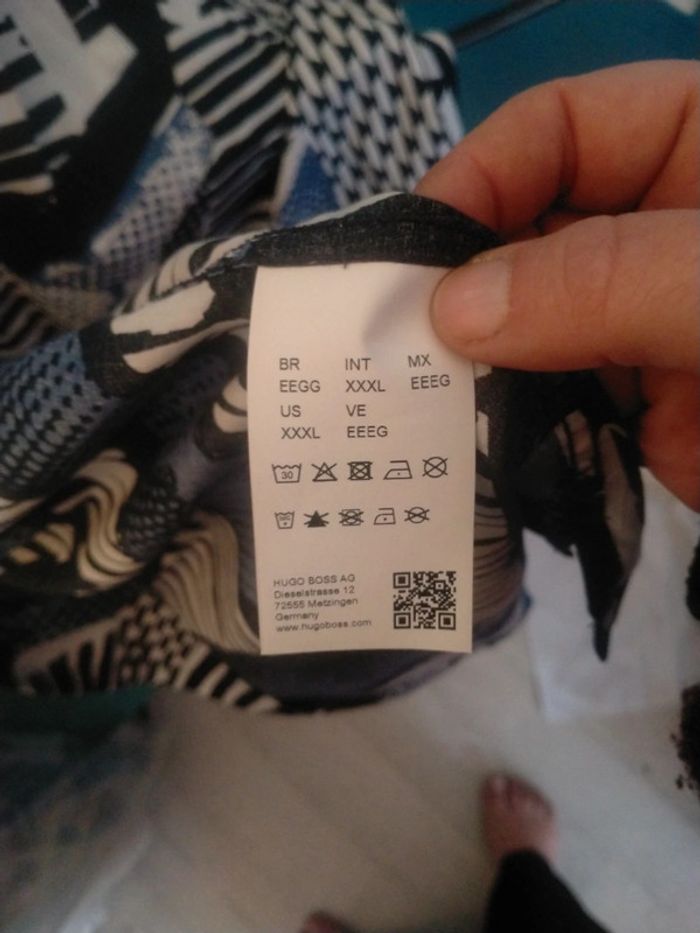 BR INT MX
EEGG XXXL EEEG
US VE
XXXL EEEG
30
HUGO BOSS AG
Dieselstrasse 12
72555 Metzingen
Germany
www.hugoboss.com